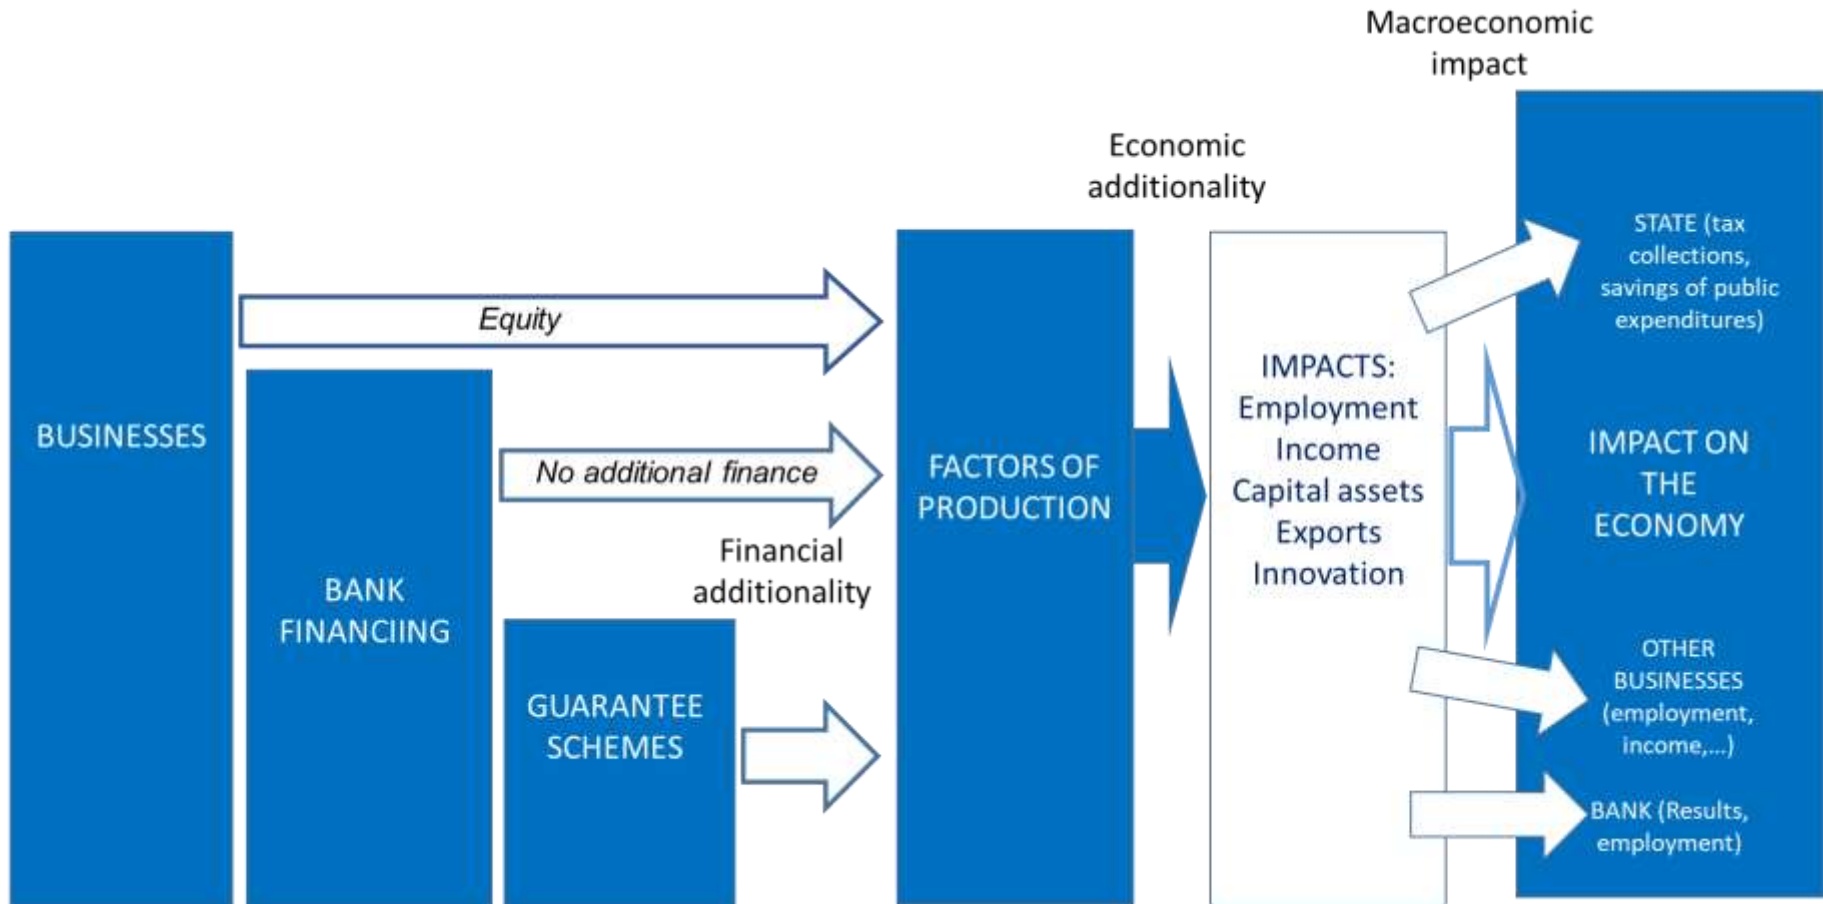 Macroeconomic
impact
Economic
additionality
STATE (tax
collections,
savings of public
expenditures)
Equity
BUSINESSES
No additional finance
Financial
additionality
BANK
FINANCIING
GUARANTEE
SCHEMES
FACTORS OF
PRODUCTION
IMPACTS:
Employment
Income
Capital assets
Exports
Innovation
IMPACT ON
THE
ECONOMY
OTHER
BUSINESSES
(employment,
income,...)
BANK (Results,
employment)